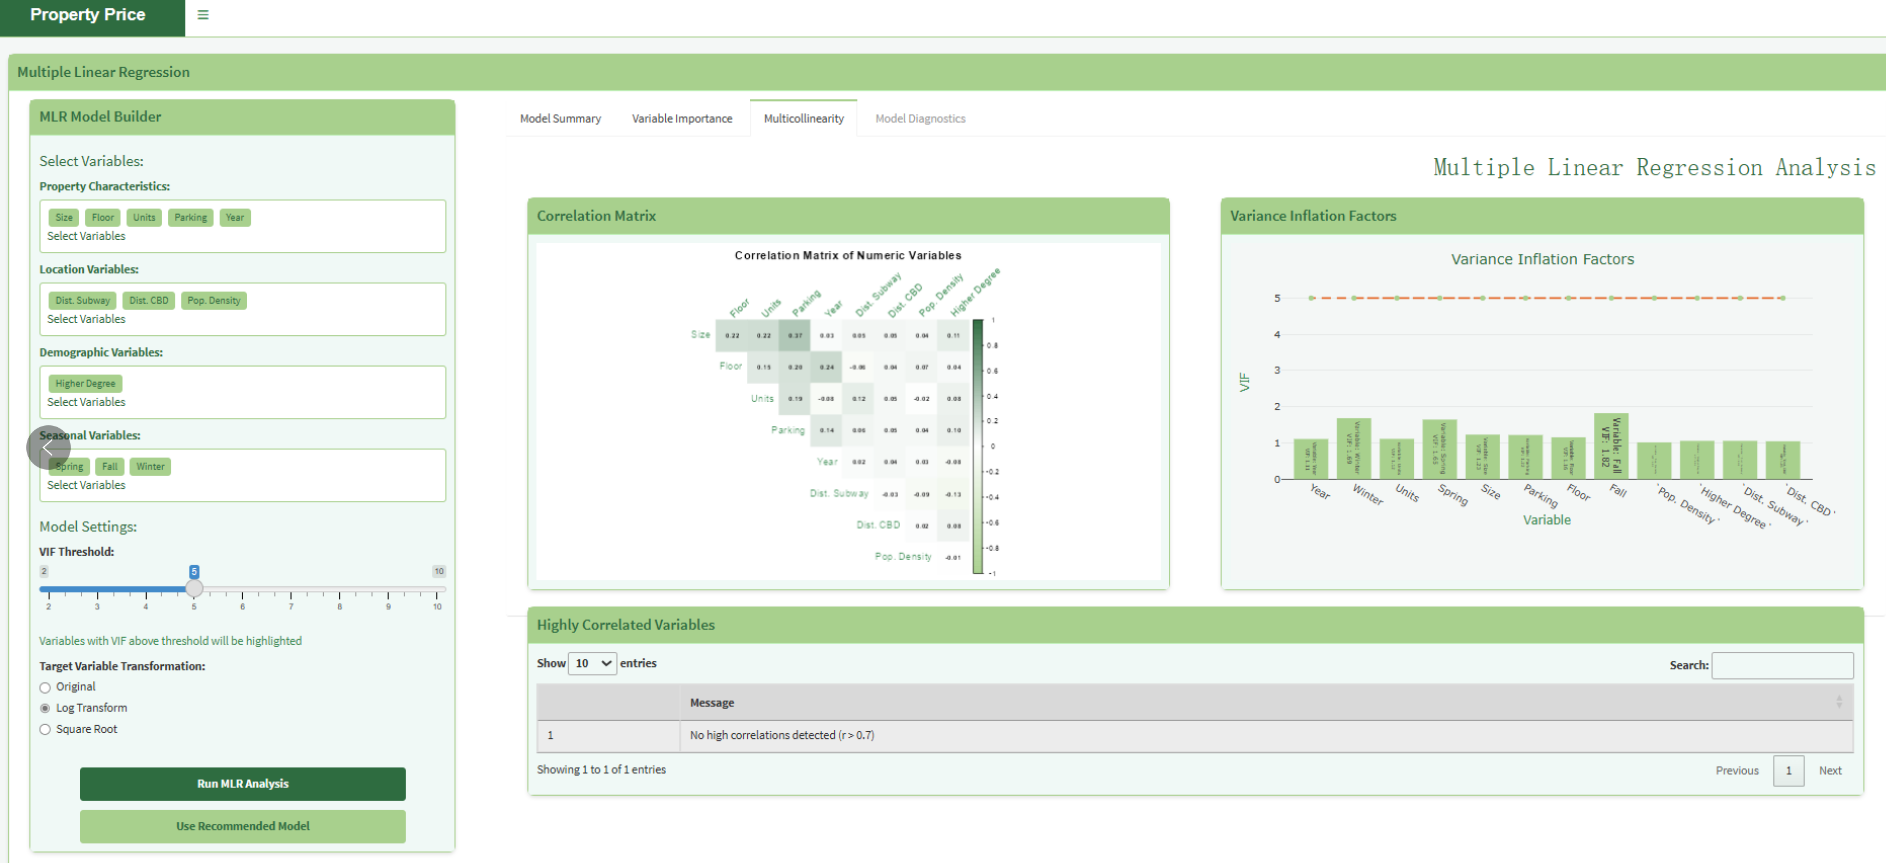 Property Price
Multiple Linear Regression
MLR Model Builder
Select Variables:
Property Characteristics:
Size Floor Units Parking Year
Select Variables
Location Variables:
Dist. Subway Dist. CBD Pop. Density
Select Variables
Demographic Variables:
Higher Degree
Select Variables
Seasonal Variables:
Spring Fall Winter
Select Variables
Model Settings:
VIF Threshold:
2 5 10
2 3 4 5 6 7 8 9 10
Variables with VIF above threshold will be highlighted
Target Variable Transformation:
Original
Log Transform
Square Root
Run MLR Analysis
Use Recommended Model
Model Summary Variable Importance Multicollinearity Model Diagnostics
Multiple Linear Regression Analysis
Correlation Matrix
Correlation Matrix of Numeric Variables
Floor Units Parking Year Dist. Subway Dist. CBD Pop. Density Higher Degree
Size 0.22 0.22 0.37 0.03 0.05 0.05 0.04 0.11
Floor 0.15 0.20 0.24 -0.06 0.04 0.07 0.04
Units 0.19 -0.08 0.12 0.05 -0.02 0.08
Parking 0.14 0.06 0.05 0.04 0.10
Year 0.02 0.04 0.03 -0.08
Dist. Subway -0.03 -0.09 -0.13
Dist. CBD 0.02 0.08
Pop. Density -0.01
1
0.8
0.6
0.4
0.2
0
-0.2
-0.4
-0.6
-0.8
-1
Variance Inflation Factors
Variance Inflation Factors
5
4
3
2
1
0
VIF
Variable: Winter
Variable: Spring
Variable: Fall
VIF: 1.82
Year Winter Units Spring Size Parking Floor Fall `Pop. Density` `Higher Degree` `Dist. Subway` `Dist. CBD`
Variable
Highly Correlated Variables
Show 10 entries
Search:
Message
1 No high correlations detected (r > 0.7)
Showing 1 to 1 of 1 entries
Previous 1 Next